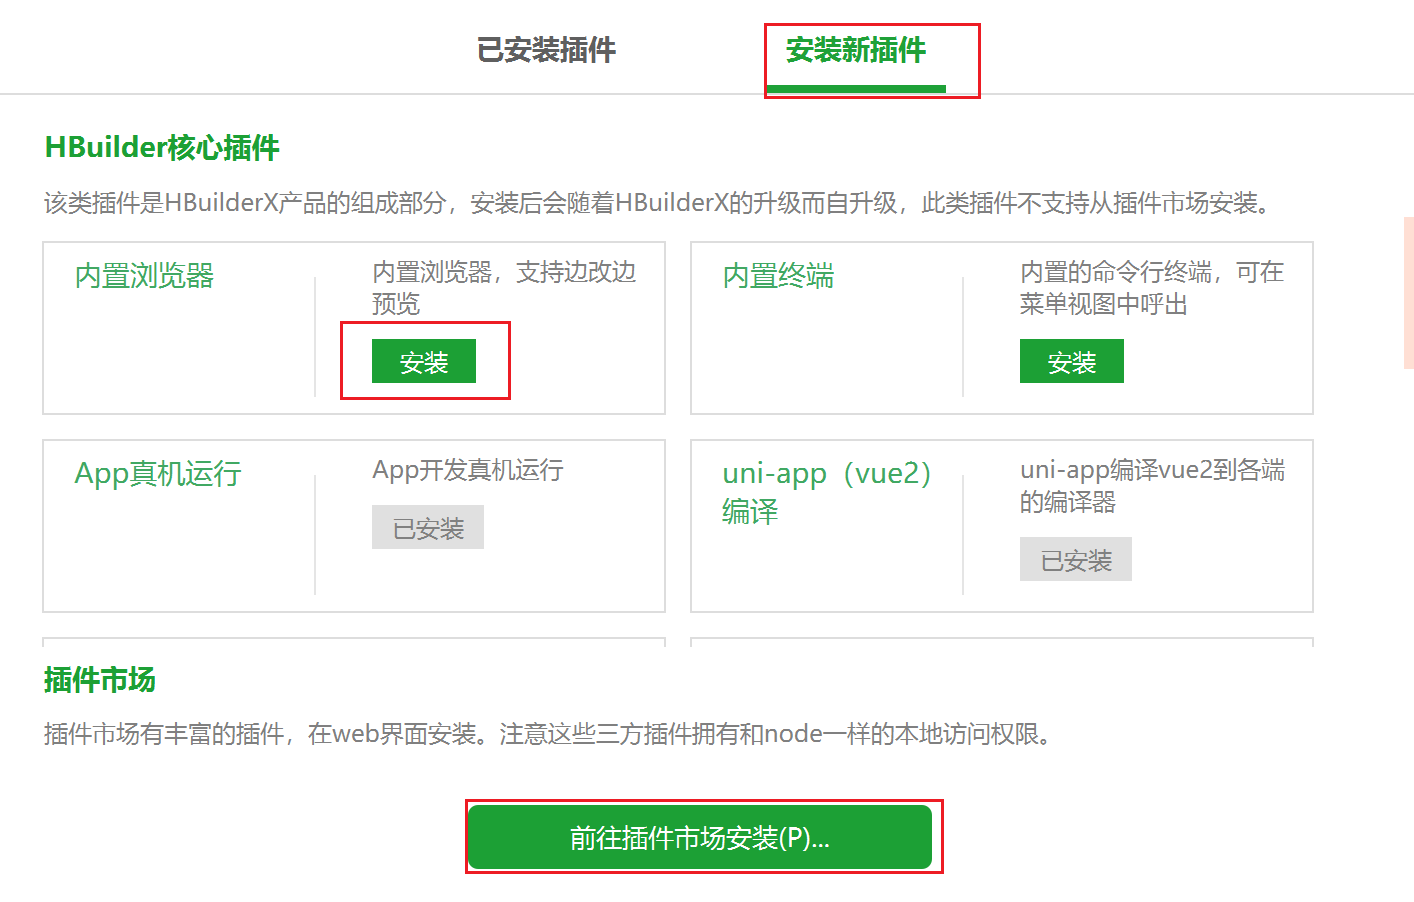 已安装插件
安装新插件
HBuilder核心插件
该类插件是HBuilderX产品的组成部分，安装后会随着HBuilderX的升级而自升级，此类插件不支持从插件市场安装。
内置浏览器
内置浏览器，支持边改边
预览
安装
内置终端
内置的命令行终端，可在
菜单视图中呼出
安装
App真机运行
App开发真机运行
已安装
uni-app（vue2）
编译
uni-app编译vue2到各端
的编译器
已安装
插件市场
插件市场有丰富的插件，在web界面安装。注意这些三方插件拥有和node一样的本地访问权限。
前往插件市场安装(P)...